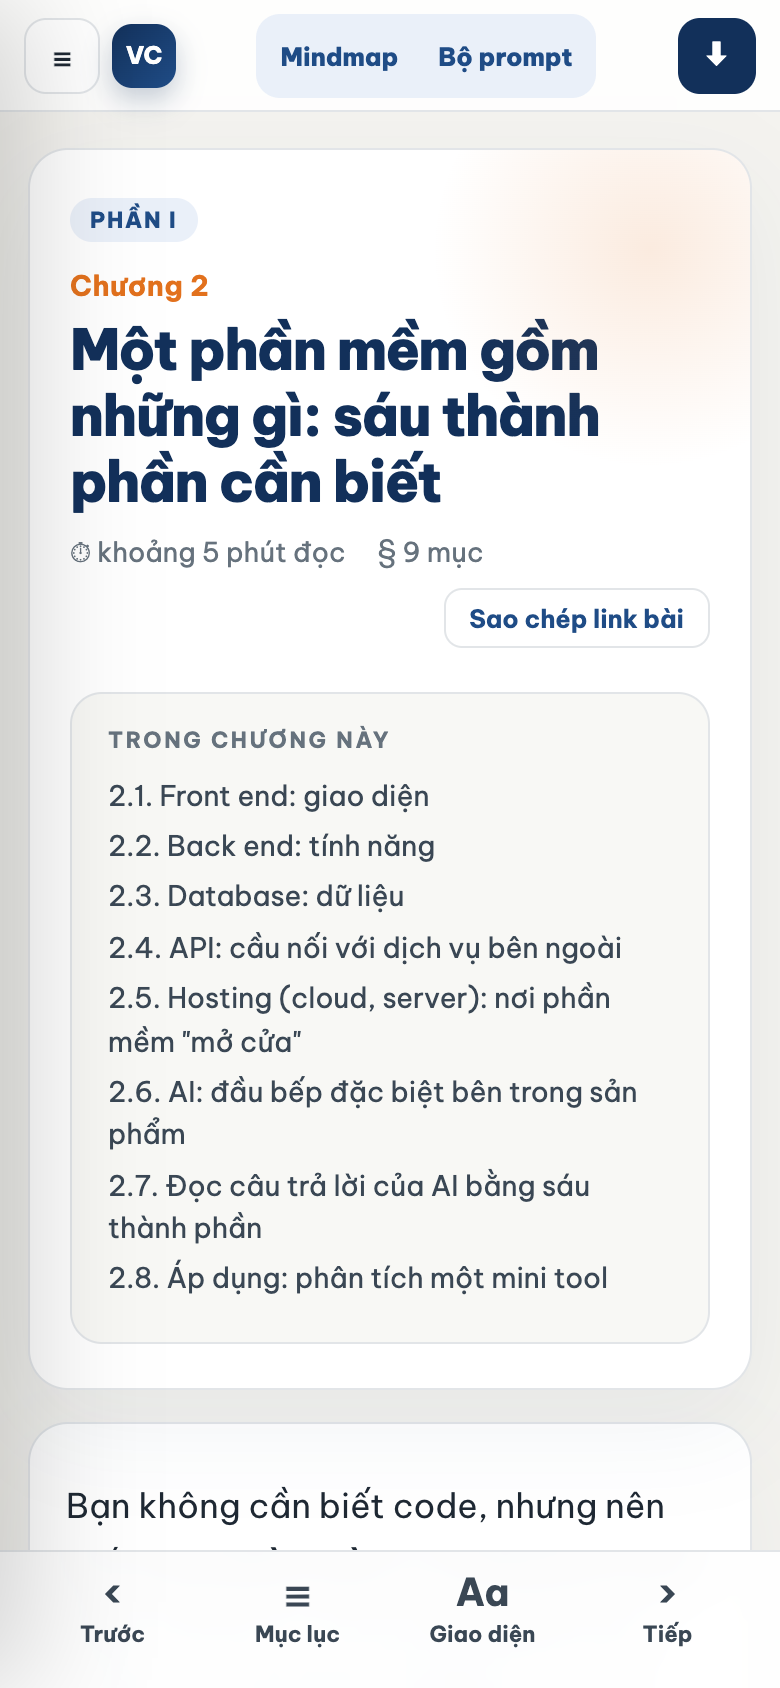 ≡ VC Mindmap Bộ prompt
PHẦN I
Chương 2
Một phần mềm gồm
những gì: sáu thành
phần cần biết
⏱ khoảng 5 phút đọc § 9 mục
Sao chép link bài
TRONG CHƯƠNG NÀY
2.1. Front end: giao diện
2.2. Back end: tính năng
2.3. Database: dữ liệu
2.4. API: cầu nối với dịch vụ bên ngoài
2.5. Hosting (cloud, server): nơi phần
mềm "mở cửa"
2.6. AI: đầu bếp đặc biệt bên trong sản
phẩm
2.7. Đọc câu trả lời của AI bằng sáu
thành phần
2.8. Áp dụng: phân tích một mini tool
Bạn không cần biết code, nhưng nên
Aa
Trước Mục lục Giao diện Tiếp